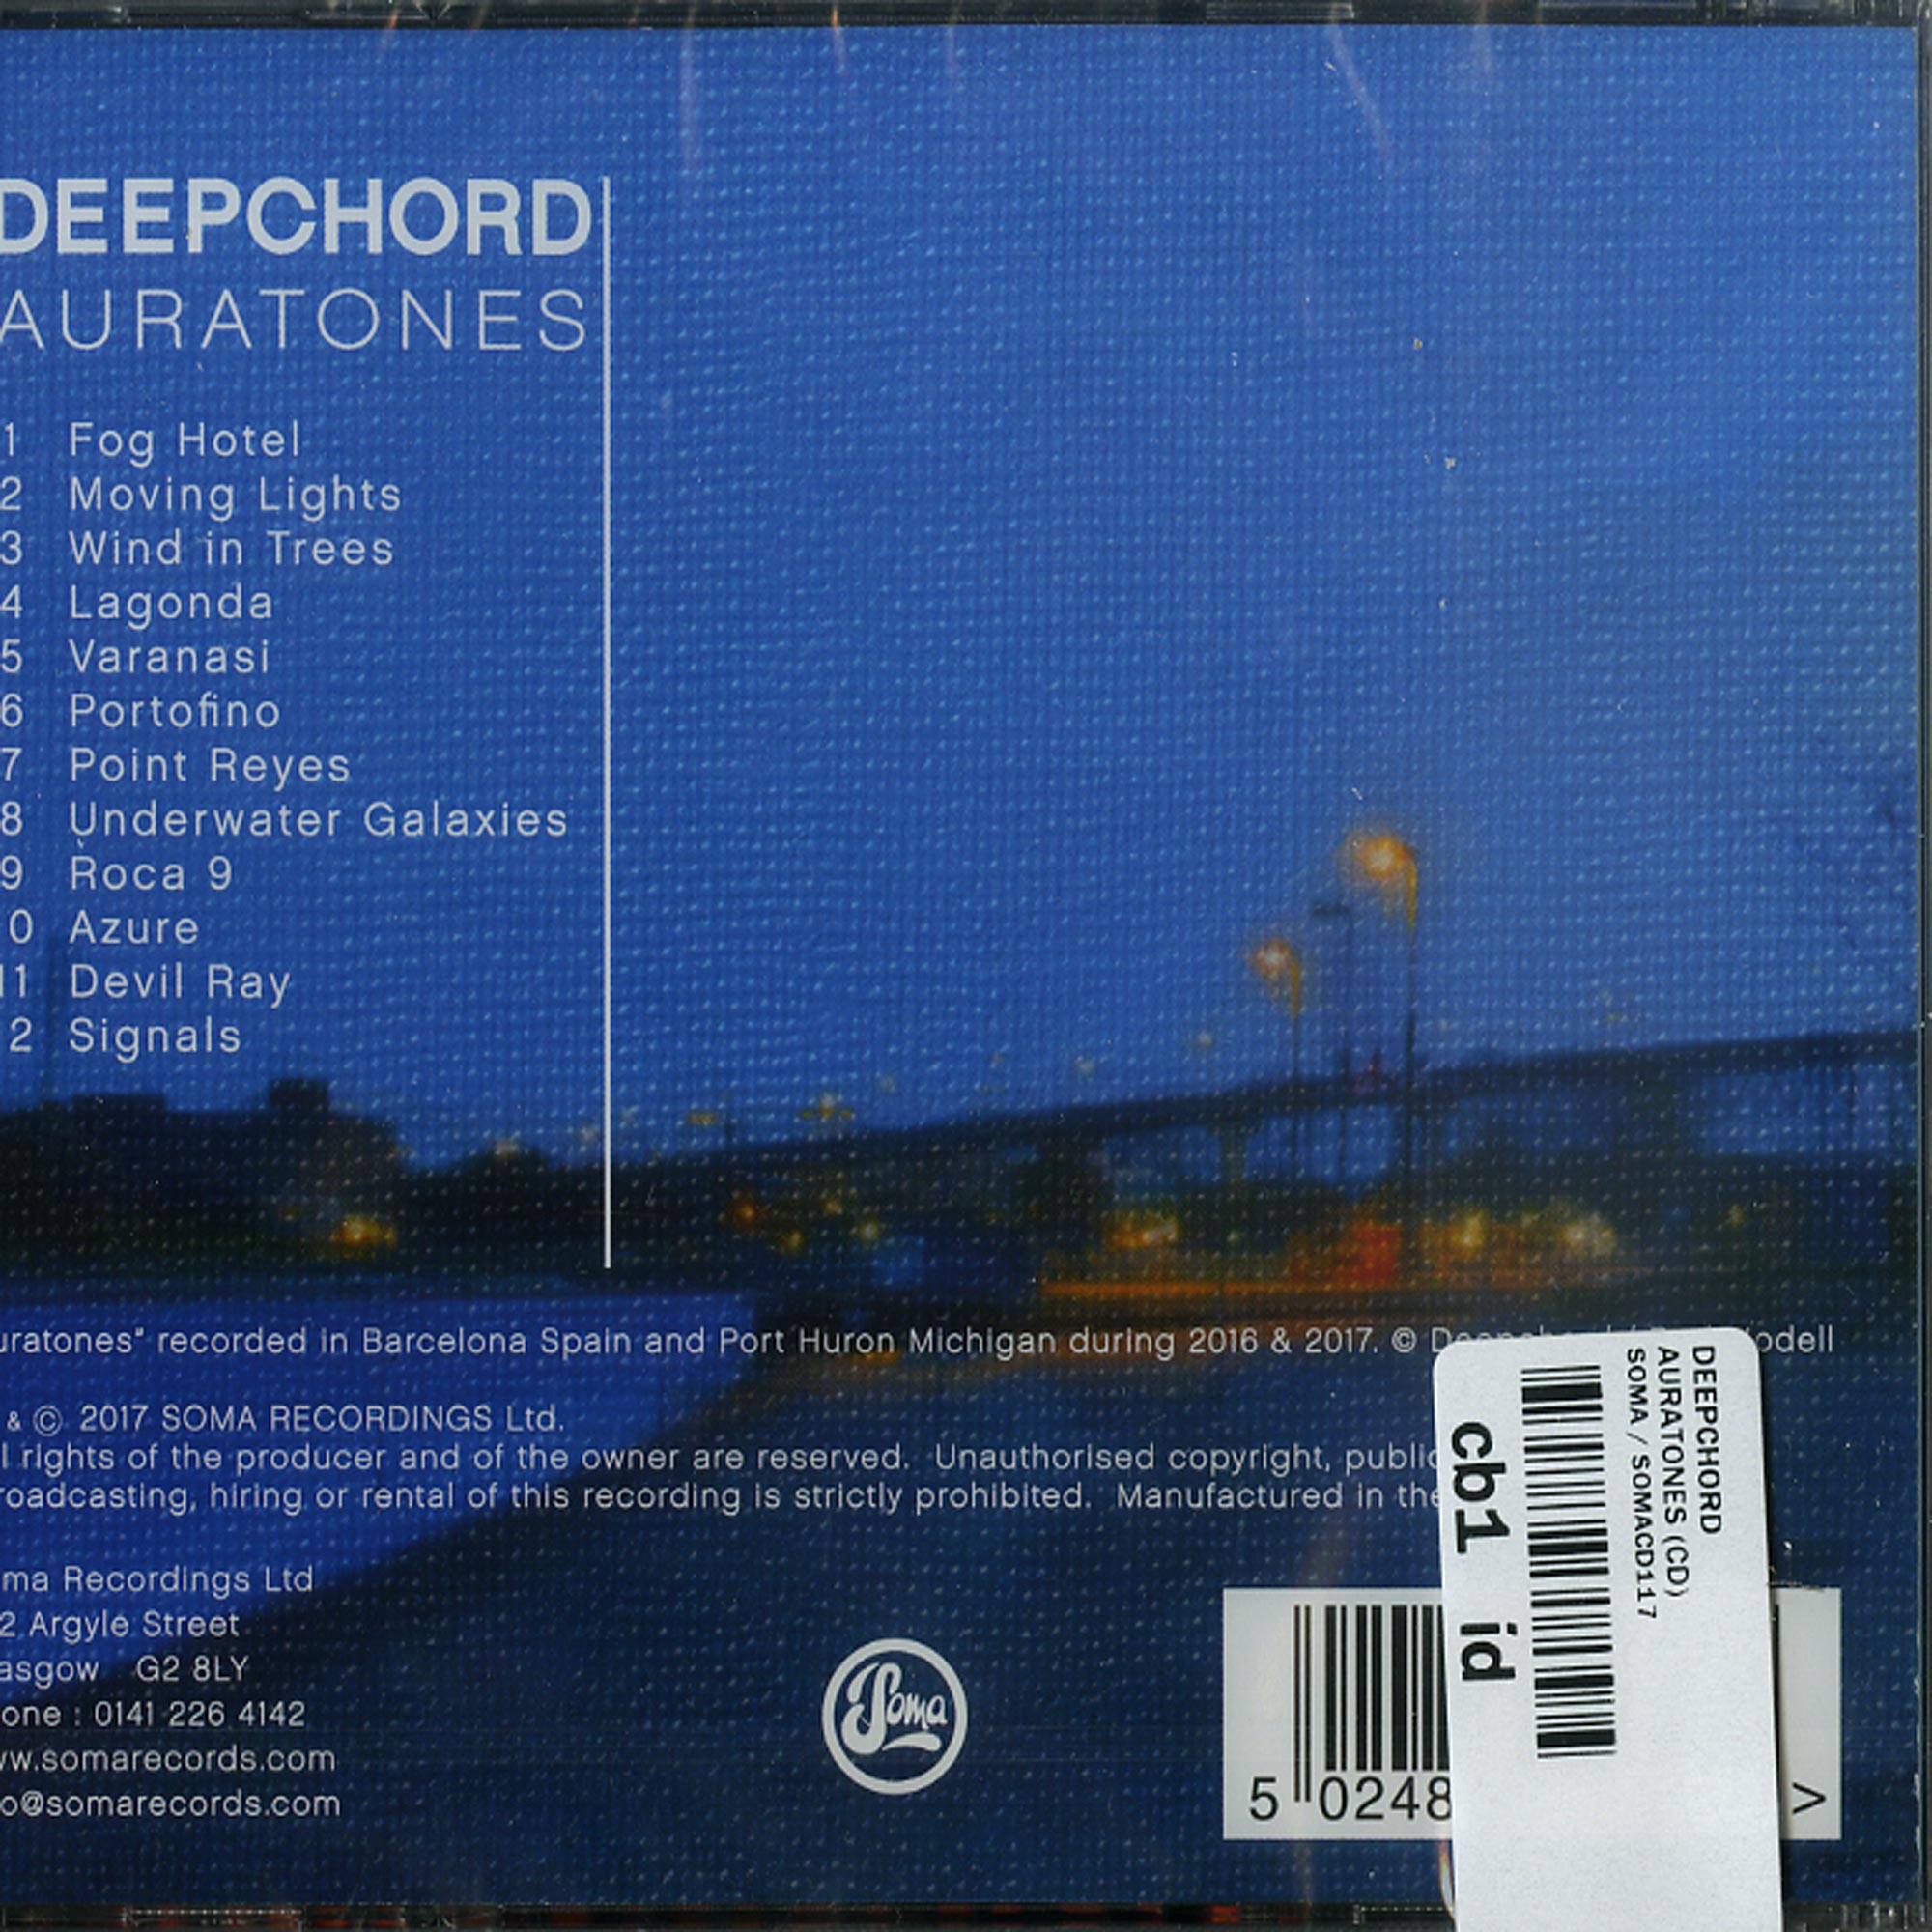 DEEPCHORD
AURATONES
1 Fog Hotel
2 Moving Lights
3 Wind in Trees
4 Lagonda
5 Varanasi
6 Portofino
7 Point Reyes
8 Underwater Galaxies
9 Roca 9
0 Azure
11 Devil Ray
2 Signals
uratones" recorded in Barcelona Spain and Port Huron Michigan during 2016 & 2017. © odell
& © 2017 SOMA RECORDINGS Ltd.
l rights of the producer and of the owner are reserved. Unauthorised copyright, public
roadcasting, hiring or rental of this recording is strictly prohibited. Manufactured in the
ma Recordings Ltd
2 Argyle Street
asgow G2 8LY
one : 0141 226 4142
w.somarecords.com
o@somarecords.com
Soma
5 0248 >
DEEPCHORD
AURATONES (CD)
SOMA / SOMACD117
cb1 id